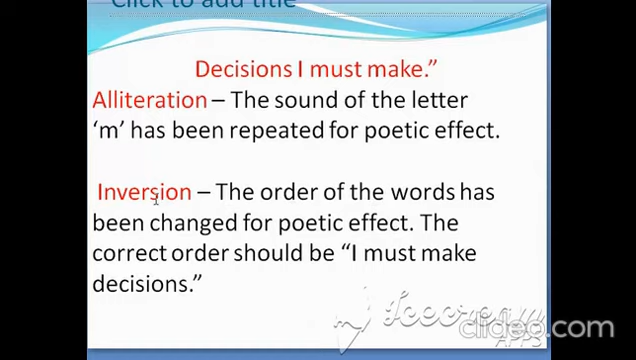 Click to add title
Decisions I must make.”
Alliteration – The sound of the letter
‘m’ has been repeated for poetic effect.
Inversion – The order of the words has
been changed for poetic effect. The
correct order should be “I must make
decisions.”
Icecream
clideo.com
APPS